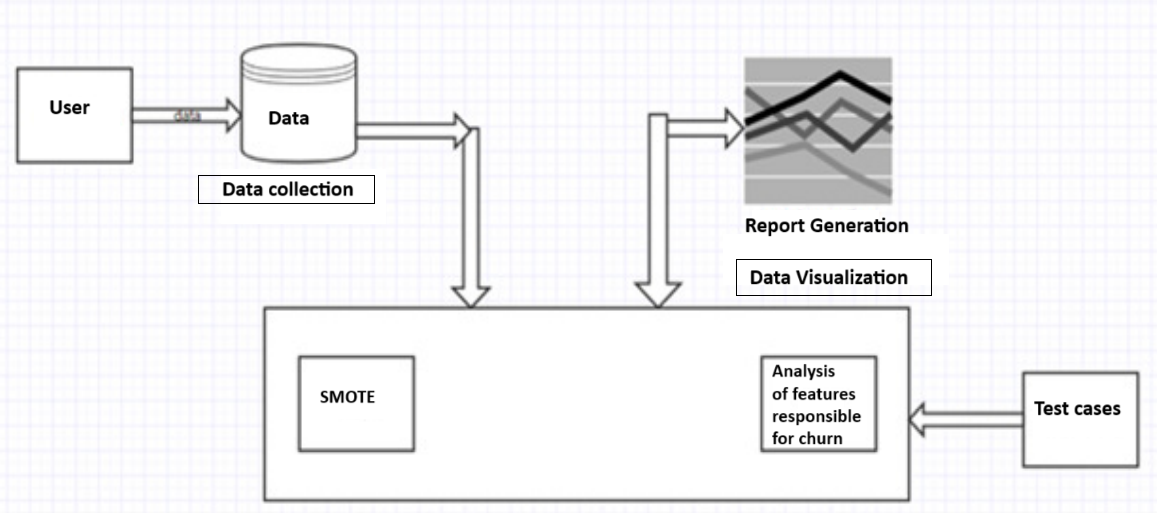 User
data
Data
Data collection
Report Generation
Data Visualization
SMOTE
Analysis
of features
responsible
for churn
Test cases